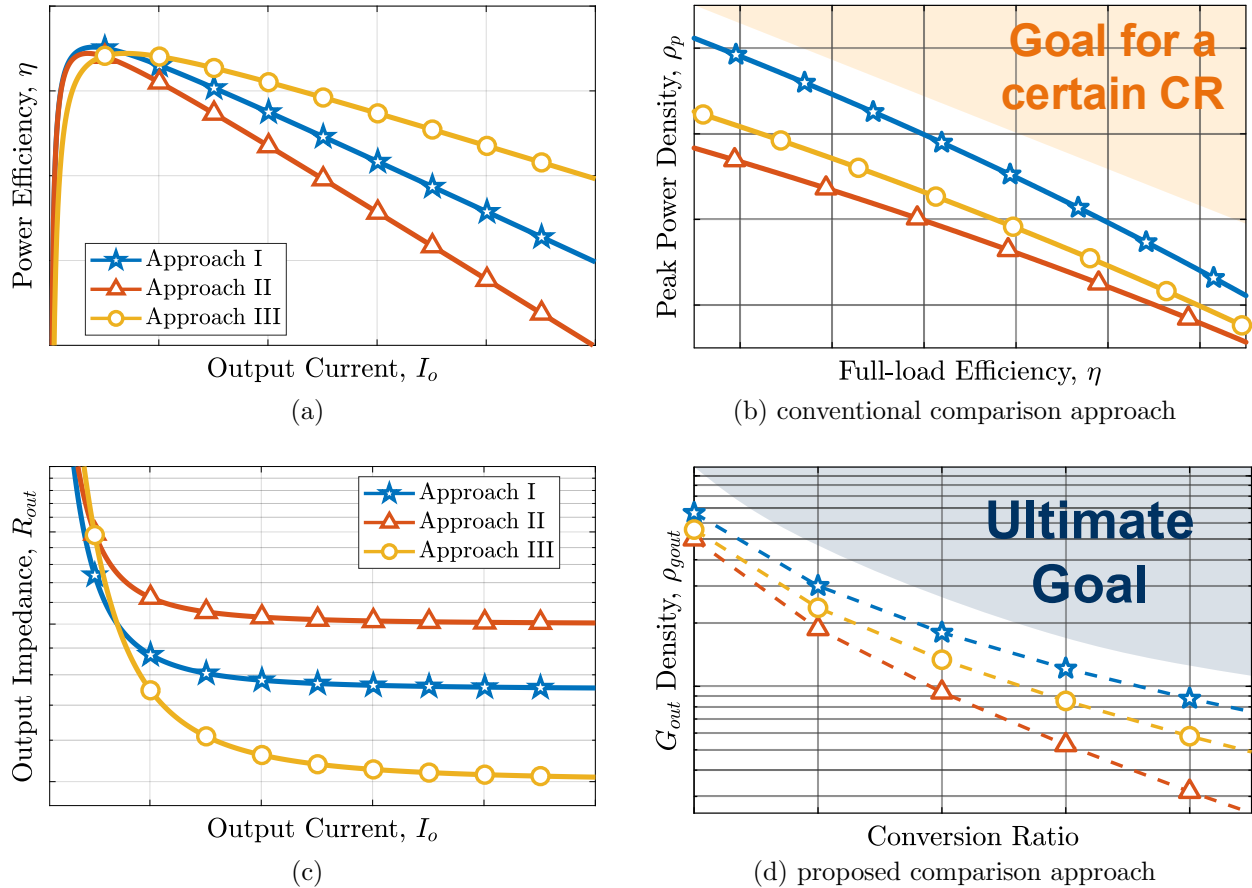 Power Efficiency, η
Approach I
Approach II
Approach III
Output Current, I_o
(a)
Peak Power Density, ρ_p
Goal for a
certain CR
Full-load Efficiency, η
(b) conventional comparison approach
Output Impedance, R_out
Approach I
Approach II
Approach III
Output Current, I_o
(c)
G_out Density, ρ_gout
Ultimate
Goal
Conversion Ratio
(d) proposed comparison approach